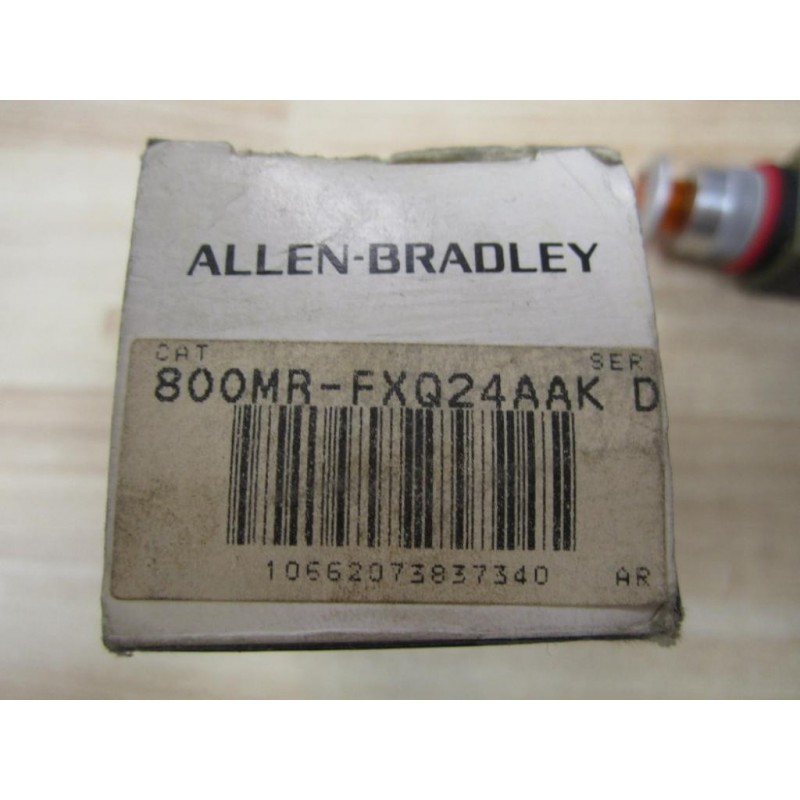 ALLEN-BRADLEY
CAT SER
800MR-FXQ24AAK D
10662073837340 AR